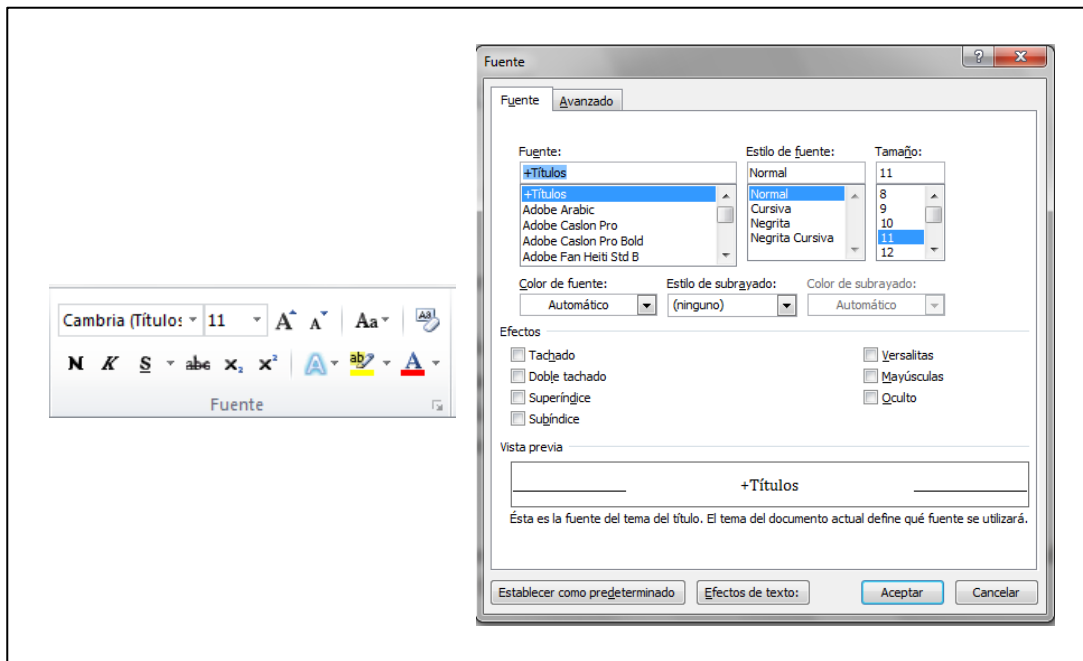 Cambria (Títulos 11 A A Aa Aa
N K S abc x₂ x² A ab A
Fuente
Fuente ?
Fuente Avanzado
Fuente: Estilo de fuente: Tamaño:
+Títulos Normal 11
+Títulos Normal 8
Adobe Arabic Cursiva 9
Adobe Caslon Pro Negrita 10
Adobe Caslon Pro Bold Negrita Cursiva 11
Adobe Fan Heiti Std B 12
Color de fuente: Estilo de subrayado: Color de subrayado:
Automático (ninguno) Automático
Efectos
Tachado Versalitas
Doble tachado Mayúsculas
Superíndice Oculto
Subíndice
Vista previa
+Títulos
Ésta es la fuente del tema del título. El tema del documento actual define qué fuente se utilizará.
Establecer como predeterminado Efectos de texto: Aceptar Cancelar